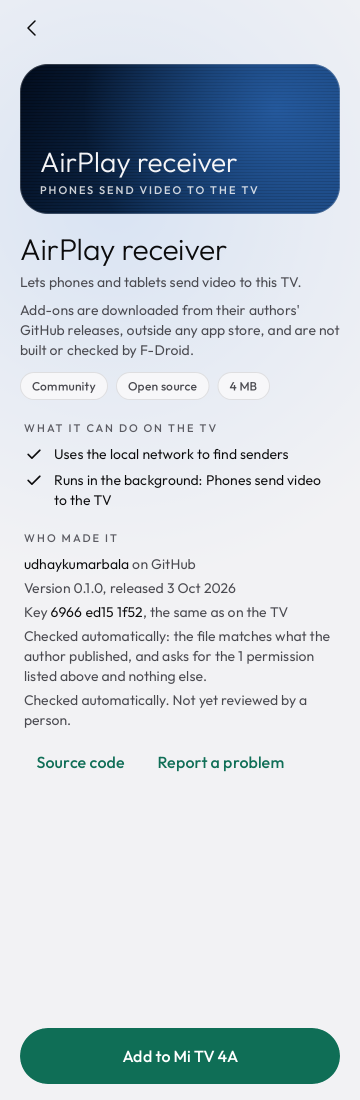 AirPlay receiver
PHONES SEND VIDEO TO THE TV
AirPlay receiver
Lets phones and tablets send video to this TV.
Add-ons are downloaded from their authors'
GitHub releases, outside any app store, and are not
built or checked by F-Droid.
Community
Open source
4 MB
WHAT IT CAN DO ON THE TV
Uses the local network to find senders
Runs in the background: Phones send video
to the TV
WHO MADE IT
udhaykumarbala on GitHub
Version 0.1.0, released 3 Oct 2026
Key 6966 ed15 1f52, the same as on the TV
Checked automatically: the file matches what the
author published, and asks for the 1 permission
listed above and nothing else.
Checked automatically. Not yet reviewed by a
person.
Source code
Report a problem
Add to Mi TV 4A